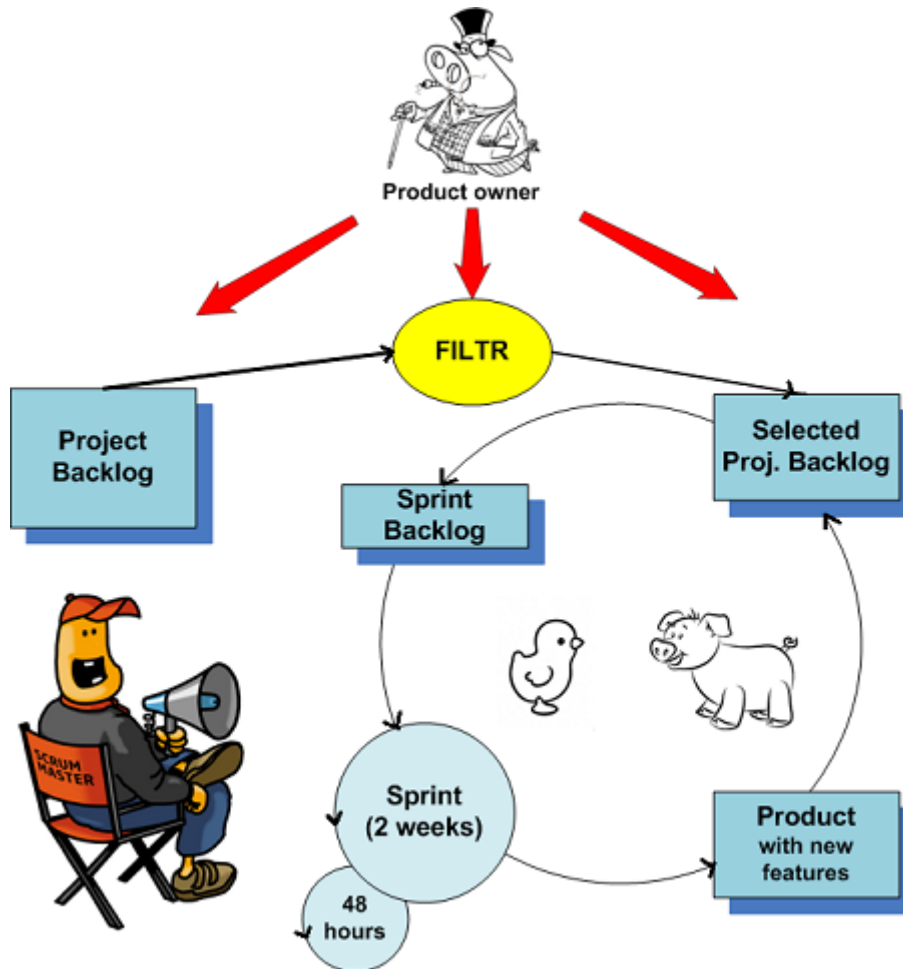 Product owner
FILTR
Project
Backlog
Selected
Proj. Backlog
Sprint
Backlog
SCRUM
MASTER
Sprint
(2 weeks)
48
hours
Product
with new
features